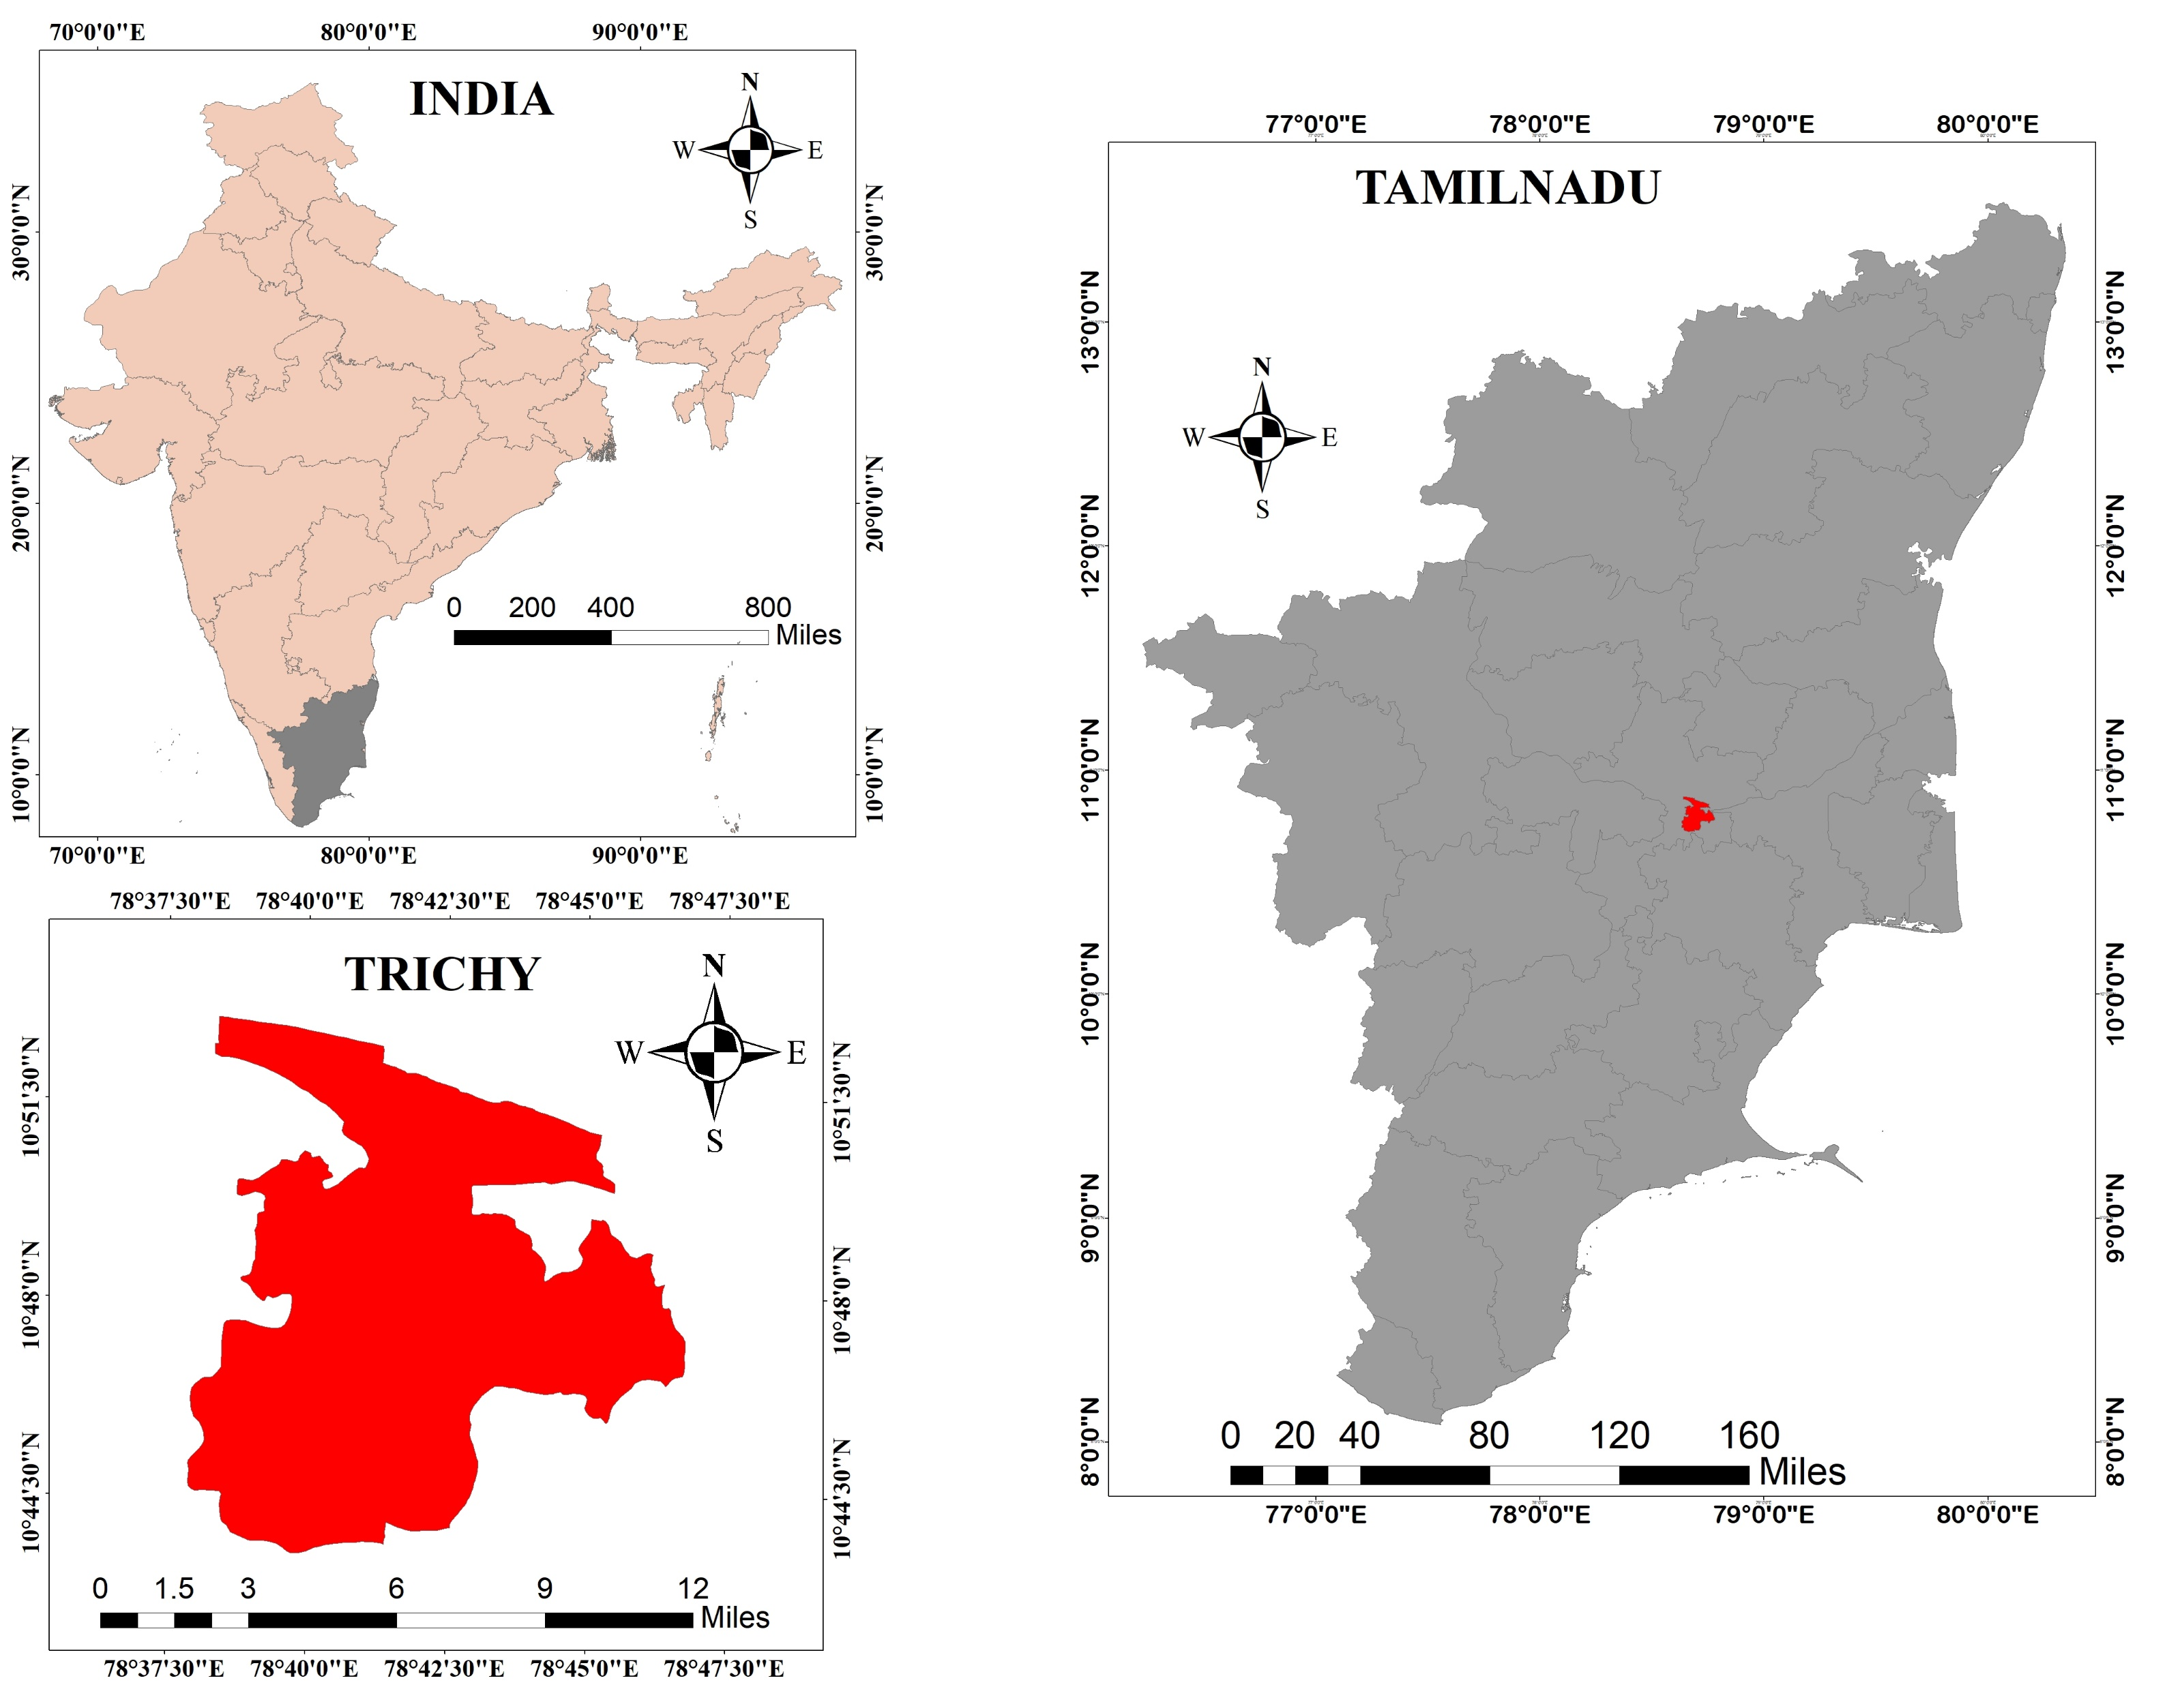 70°0'0"E 80°0'0"E 90°0'0"E
INDIA
N
W E
S
30°0'0"N 30°0'0"N
20°0'0"N 20°0'0"N
10°0'0"N 10°0'0"N
0 200 400 800
Miles
70°0'0"E 80°0'0"E 90°0'0"E
78°37'30"E 78°40'0"E 78°42'30"E 78°45'0"E 78°47'30"E
TRICHY
N
W E
S
10°51'30"N 10°51'30"N
10°48'0"N 10°48'0"N
10°44'30"N 10°44'30"N
0 1.5 3 6 9 12
Miles
78°37'30"E 78°40'0"E 78°42'30"E 78°45'0"E 78°47'30"E
77°0'0"E 78°0'0"E 79°0'0"E 80°0'0"E
TAMILNADU
N
W E
S
13°0'0"N 13°0'0"N
12°0'0"N 12°0'0"N
11°0'0"N 11°0'0"N
10°0'0"N 10°0'0"N
9°0'0"N 9°0'0"N
8°0'0"N 8°0'0"N
0 20 40 80 120 160
Miles
77°0'0"E 78°0'0"E 79°0'0"E 80°0'0"E